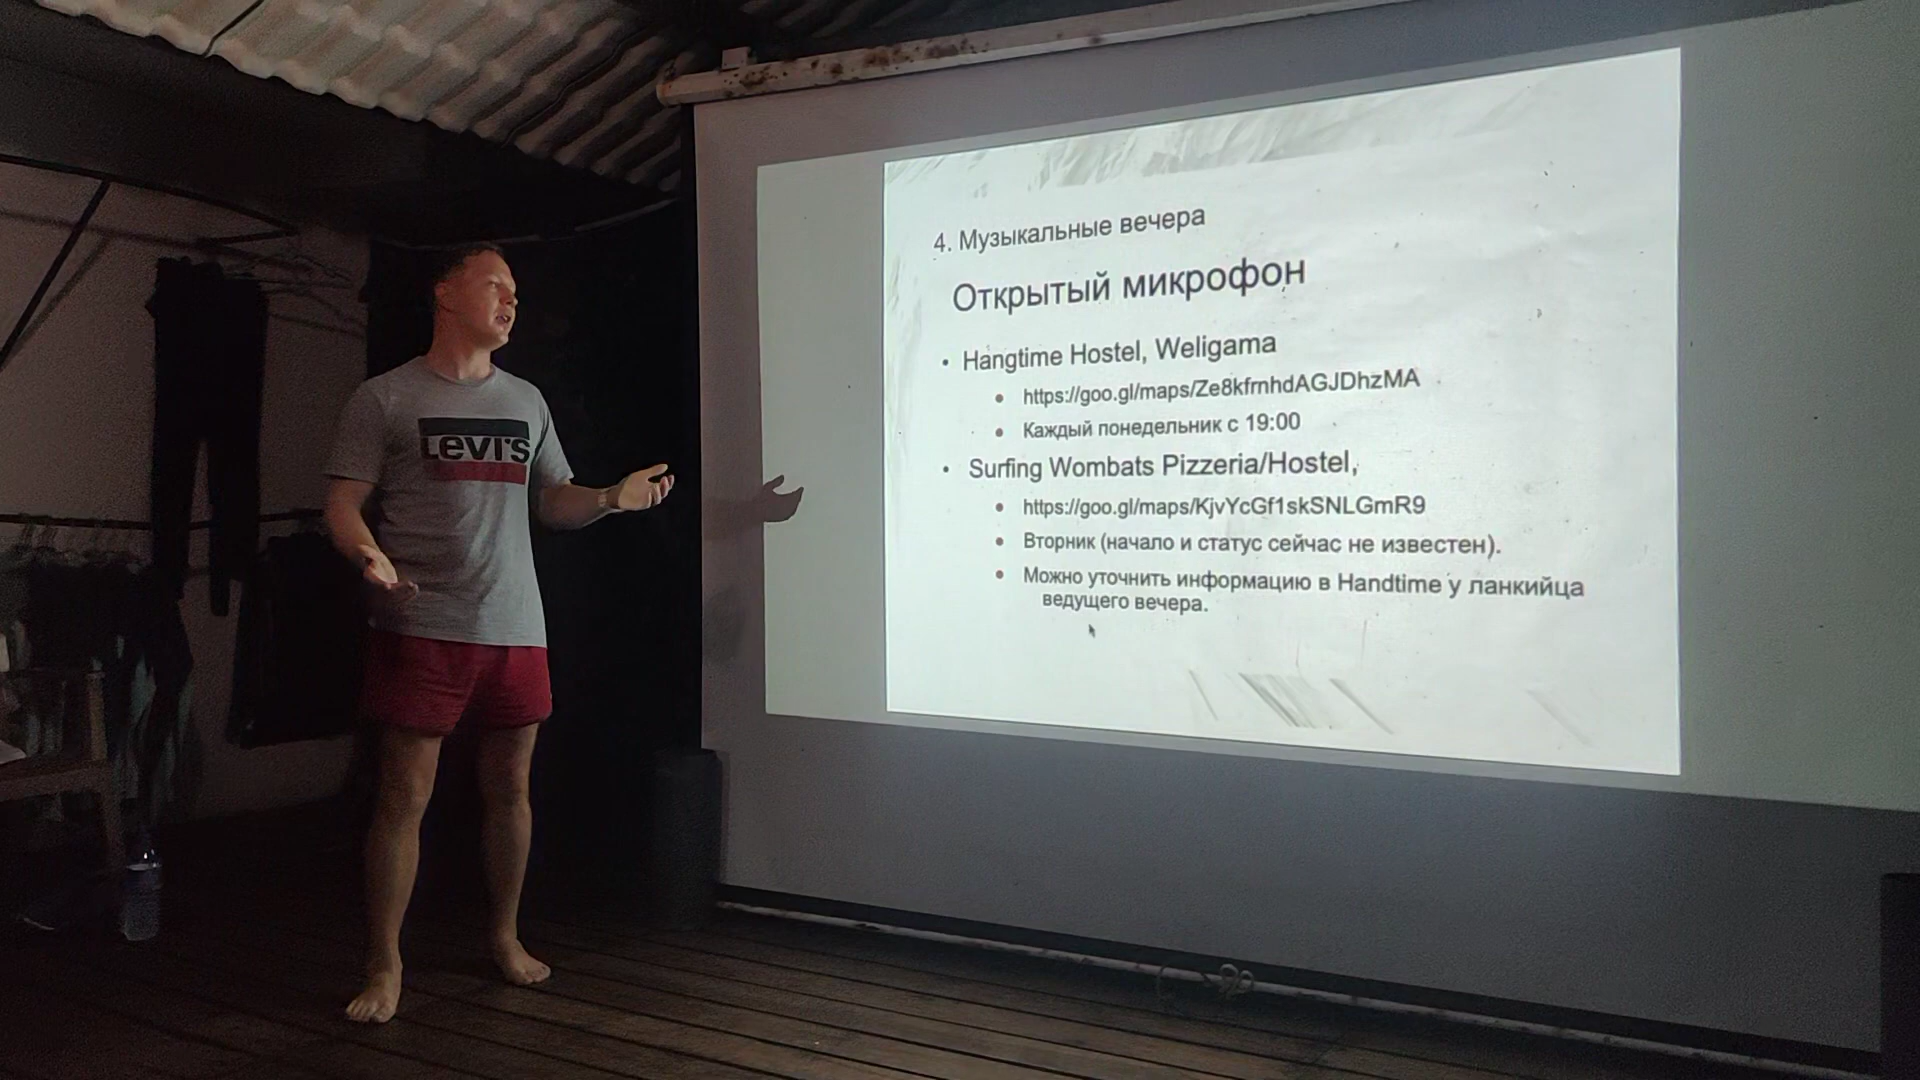 LEVI'S
4. Музыкальные вечера
Открытый микрофон
• Hangtime Hostel, Weligama
• https://goo.gl/maps/Ze8kfrnhdAGJDhzMA
• Каждый понедельник с 19:00
• Surfing Wombats Pizzeria/Hostel,
• https://goo.gl/maps/KjvYcGf1skSNLGmR9
• Вторник (начало и статус сейчас не известен).
• Можно уточнить информацию в Handtime у ланкийца
ведущего вечера.